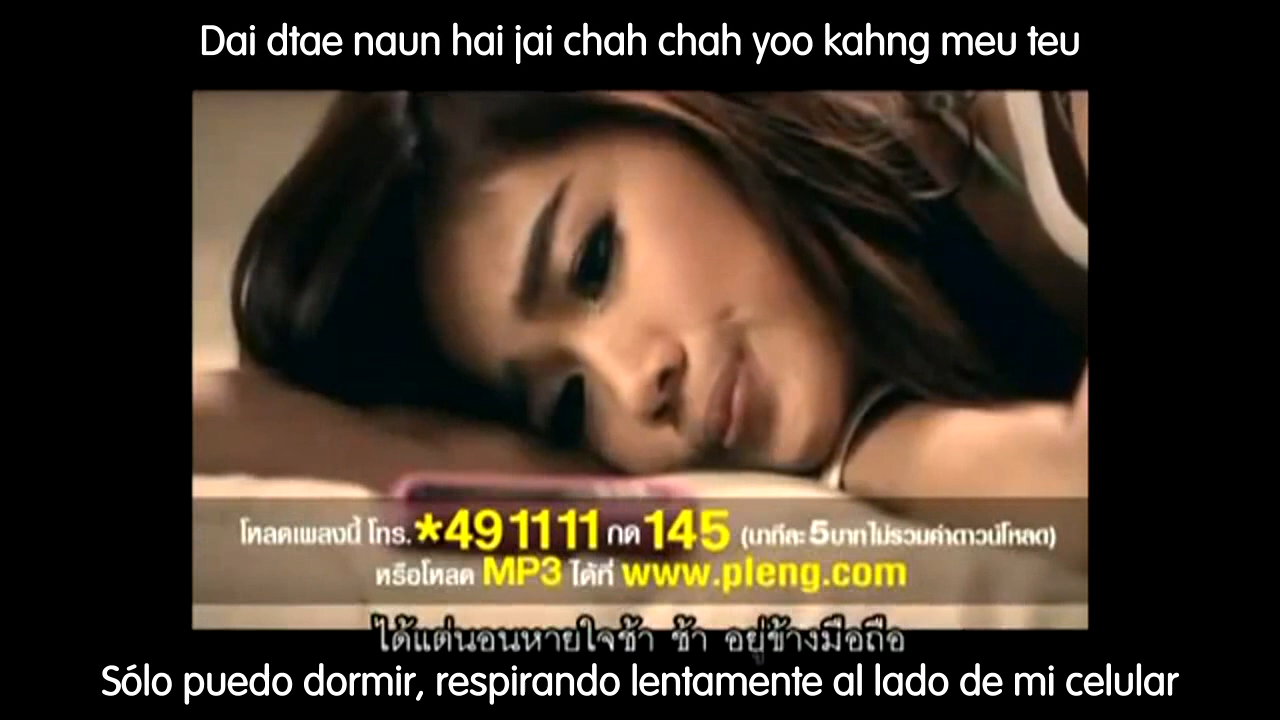 Dai dtae naun hai jai chah chah yoo kahng meu teu
โหลดเพลงนี้ โทร. *49 1111 กด 145 (นาทีละ 5 บาท ไม่รวมค่าดาวน์โหลด)
หรือโหลด MP3 ได้ที่ www.pleng.com
ได้แต่นอนหายใจช้า ช้า อยู่ข้างมือถือ
Sólo puedo dormir, respirando lentamente al lado de mi celular